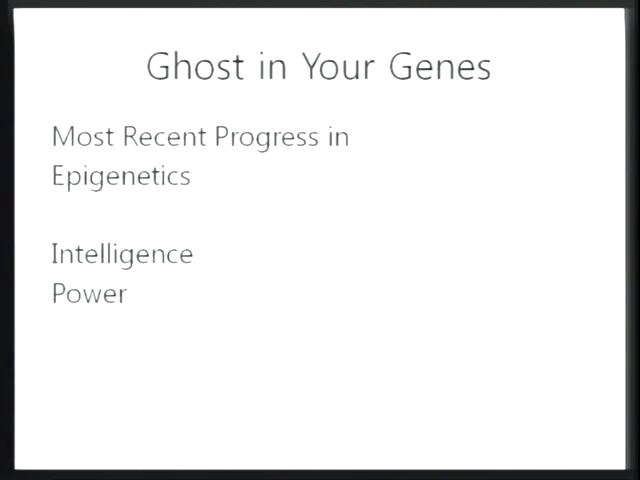 Ghost in Your Genes
Most Recent Progress in
Epigenetics
Intelligence
Power